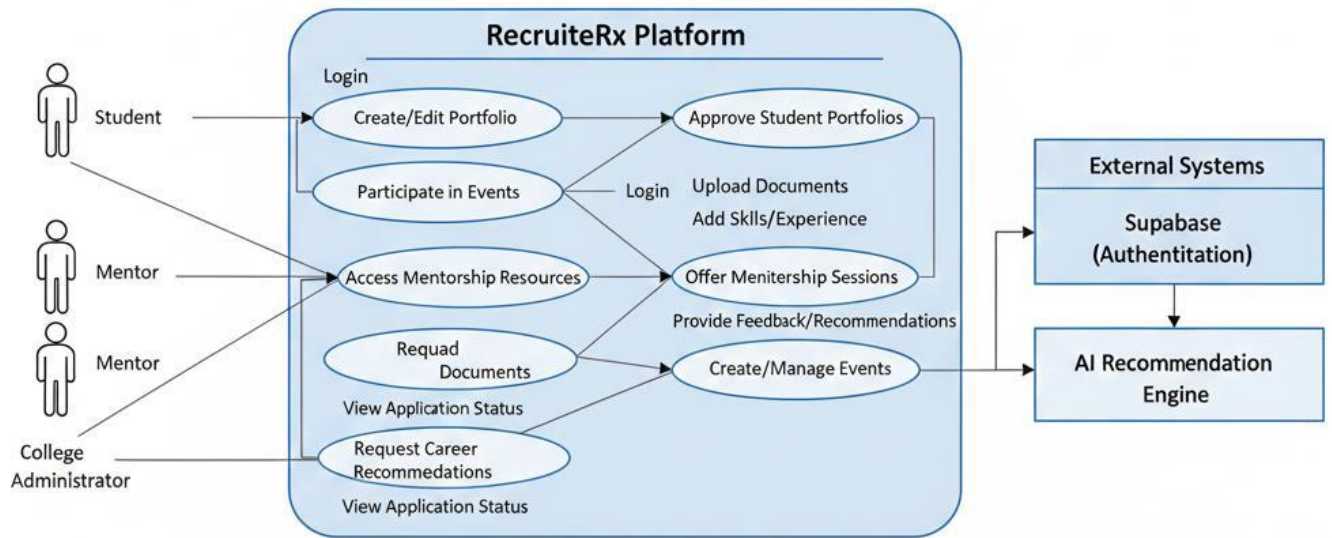 RecruiteRx Platform
Login
Student
Create/Edit Portfolio
Approve Student Portfolios
Participate in Events
Login
Upload Documents
Add Sklls/Experience
Mentor
Access Mentorship Resources
Offer Menitership Sessions
Provide Feedback/Recommendations
Mentor
Requad
Documents
Create/Manage Events
View Application Status
College
Administrator
Request Career
Recommedations
View Application Status
External Systems
Supabase
(Authentitation)
AI Recommendation
Engine